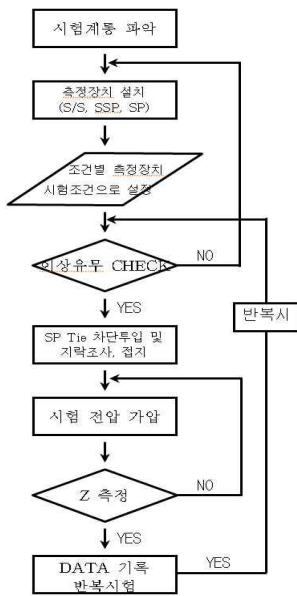 시험계통 파악
측정장치 설치
(S/S, SSP, SP)
조건별 측정장치
시험조건으로 설정
이상유무 CHECK
NO
YES
반복시
SP Tie 차단투입 및
지락조사, 접지
시험 전압 가압
Z 측정
NO
YES
DATA 기록
반복시험
YES